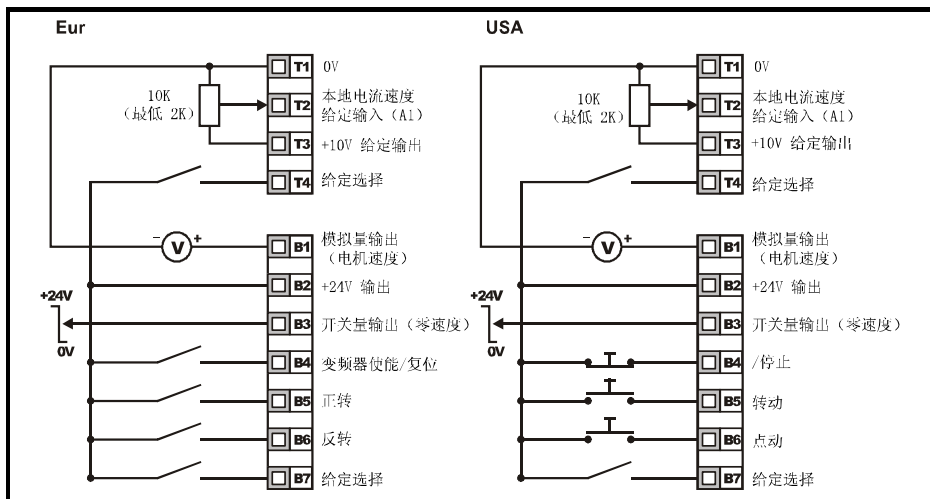 Eur
T1 0V
10K
（最低 2K）
T2 本地电流速度
给定输入（A1）
T3 +10V 给定输出
T4 给定选择
- V +
B1 模拟量输出
（电机速度）
B2 +24V 输出
+24V
0V
B3 开关量输出（零速度）
B4 变频器使能/复位
B5 正转
B6 反转
B7 给定选择
USA
T1 0V
10K
（最低 2K）
T2 本地电流速度
给定输入（A1）
T3 +10V 给定输出
T4 给定选择
- V +
B1 模拟量输出
（电机速度）
B2 +24V 输出
+24V
0V
B3 开关量输出（零速度）
B4 /停止
B5 转动
B6 点动
B7 给定选择